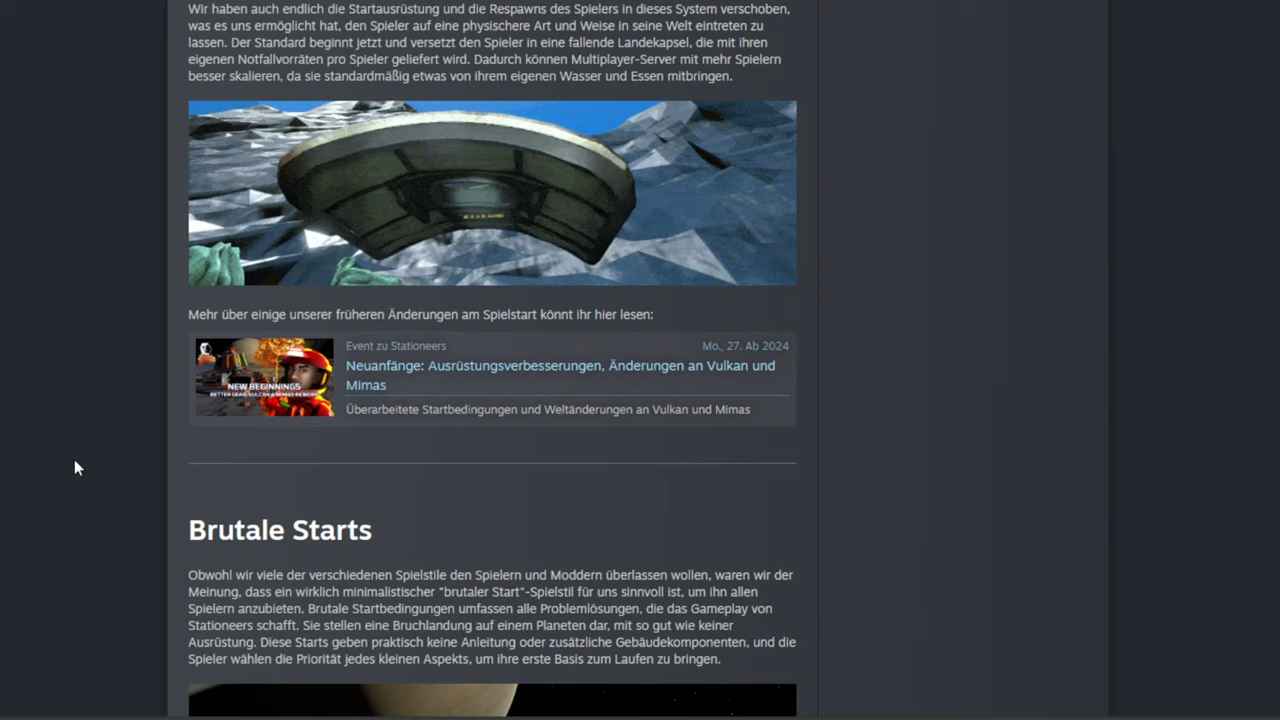 Wir haben auch endlich die Startausrüstung und die Respawns des Spielers in dieses System verschoben,
was es uns ermöglicht hat, den Spieler auf eine physischere Art und Weise in seine Welt eintreten zu
lassen. Der Standard beginnt jetzt und versetzt den Spieler in eine fallende Landekapsel, die mit ihren
eigenen Notfallvorräten pro Spieler geliefert wird. Dadurch können Multiplayer-Server mit mehr Spielern
besser skalieren, da sie standardmäßig etwas von ihrem eigenen Wasser und Essen mitbringen.
Mehr über einige unserer früheren Änderungen am Spielstart könnt ihr hier lesen:
Event zu Stationeers
Mo., 27. Ab 2024
Neuanfänge: Ausrüstungsverbesserungen, Änderungen an Vulkan und
Mimas
NEW BEGINNINGS
BETTER GEAR, VULCAN & MIMAS REWORK
Überarbeitete Startbedingungen und Weltänderungen an Vulkan und Mimas
Brutale Starts
Obwohl wir viele der verschiedenen Spielstile den Spielern und Moddern überlassen wollen, waren wir der
Meinung, dass ein wirklich minimalistischer "brutaler Start"-Spielstil für uns sinnvoll ist, um ihn allen
Spielern anzubieten. Brutale Startbedingungen umfassen alle Problemlösungen, die das Gameplay von
Stationeers schafft. Sie stellen eine Bruchlandung auf einem Planeten dar, mit so gut wie keiner
Ausrüstung. Diese Starts geben praktisch keine Anleitung oder zusätzliche Gebäudekomponenten, und die
Spieler wählen die Priorität jedes kleinen Aspekts, um ihre erste Basis zum Laufen zu bringen.